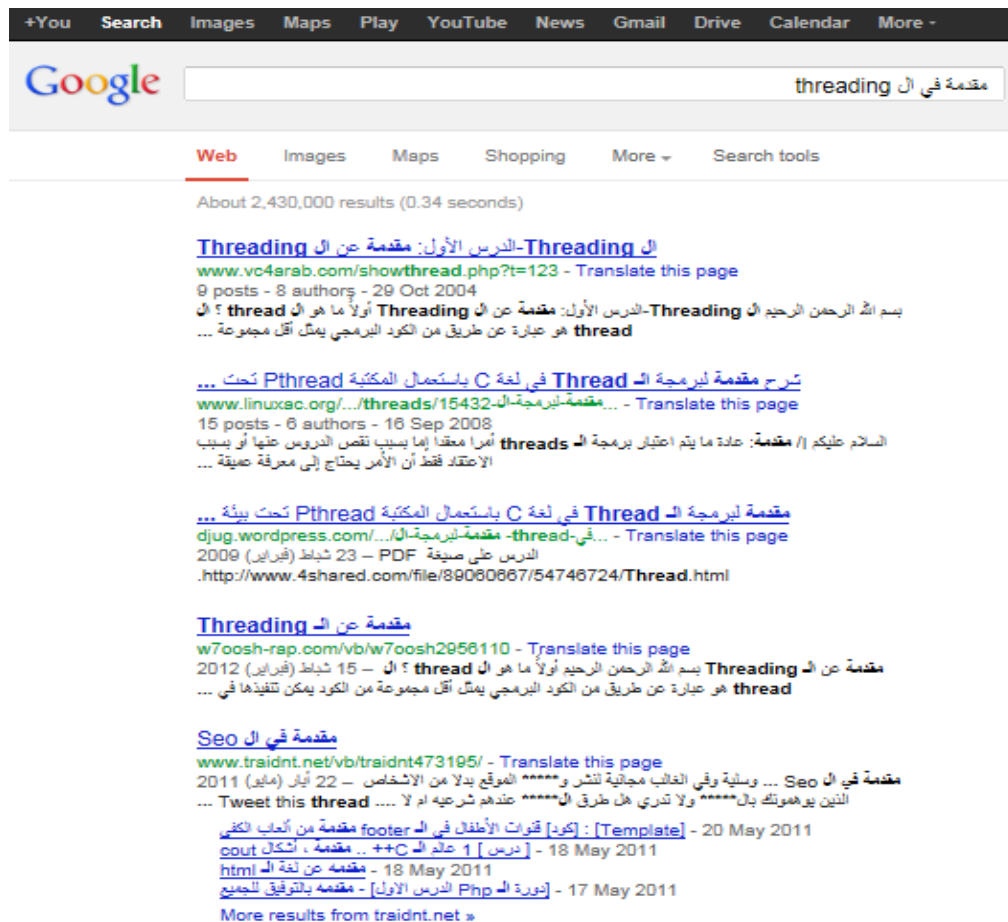 +You Search Images Maps Play YouTube News Gmail Drive Calendar More
Google
مقدمة في ال threading
Web Images Maps Shopping More Search tools
About 2,430,000 results (0.34 seconds)
ال Threading-الدرس الأول: مقدمة عن ال Threading
www.vc4arab.com/showthread.php?t=123 - Translate this page
9 posts - 8 authors - 29 Oct 2004
بسم الله الرحمن الرحيم ال Threading-الدرس الأول: مقدمة عن ال Threading أولاً ما هو ال thread ؟ ال
thread هو عبارة عن طريق من الكود البرمجي يمثل أقل مجموعة ...
شرح مقدمة لبرمجة الـ Thread في لغة C باستعمال المكتبة Pthread تحت ...
www.linuxac.org/.../threads/15432-مقدمة-لبرمجة-ال... - Translate this page
15 posts - 6 authors - 16 Sep 2008
السلام عليكم I/ مقدمة: عادة ما يتم اعتبار برمجة الـ threads أمرا معقدا إما بسبب نقص الدروس عنها أو بسبب
الاعتقاد فقط أن الأمر يحتاج إلى معرفة عميقة ...
مقدمة لبرمجة الـ Thread في لغة C باستعمال المكتبة Pthread تحت بيئة ...
djug.wordpress.com/.../مقدمة-لبرمجة-ال-thread-في... - Translate this page
23 شباط (فبراير) 2009 – الدرس على صيغة PDF
http://www.4shared.com/file/89060667/54746724/Thread.html.
مقدمة عن الـ Threading
w7oosh-rap.com/vb/w7oosh2956110 - Translate this page
15 شباط (فبراير) 2012 – مقدمة عن الـ Threading بسم الله الرحمن الرحيم أولاً ما هو ال thread ؟ ال
thread هو عبارة عن طريق من الكود البرمجي يمثل أقل مجموعة من الكود يمكن تنفيذها في ...
مقدمة في ال Seo
www.traidnt.net/vb/traidnt473195/ - Translate this page
22 أيار (مايو) 2011 – مقدمة في ال Seo ... وسلية وفي الغالب مجانية لنشر و***** الموقع بدلا من الاشخاص
الذين يوهمونك بال***** ولا تدري هل طرق ال***** عندهم شرعيه ام لا .... Tweet this thread ...
[Template] : [كود] قنوات الأطفال في الـ footer مقدمة من ألعاب الكفي - 20 May 2011
[ درس ] 1 عالم الـ C++ .. مقدمة ، أشكال cout - 18 May 2011
مقدمه عن لغة الـ html - 18 May 2011
[دورة الـ Php الدرس الاول] - مقدمه بالتوفيق للجميع - 17 May 2011
More results from traidnt.net »